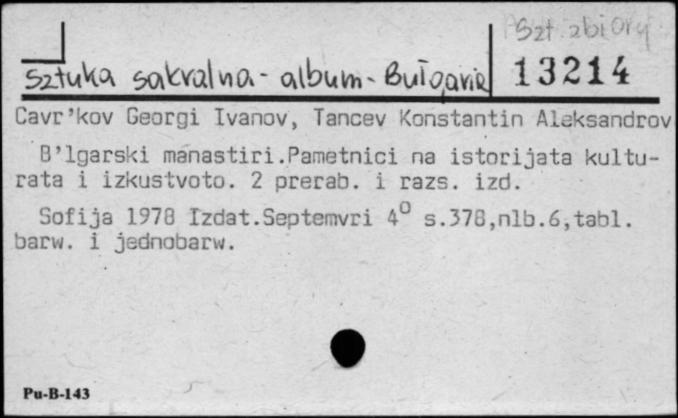 Szt. zbiory
Sztuka sakralna - album - Bułgaria
13214
Cavr'kov Georgi Ivanov, Tancev Konstantin Aleksandrov
B'lgarski manastiri.Pametnici na istorijata kultu-
rata i izkustvoto. 2 prerab. i razs. izd.
Sofija 1978 Izdat.Septemvri 4° s.378,nlb.6,tabl.
barw. i jednobarw.
Pu-B-143